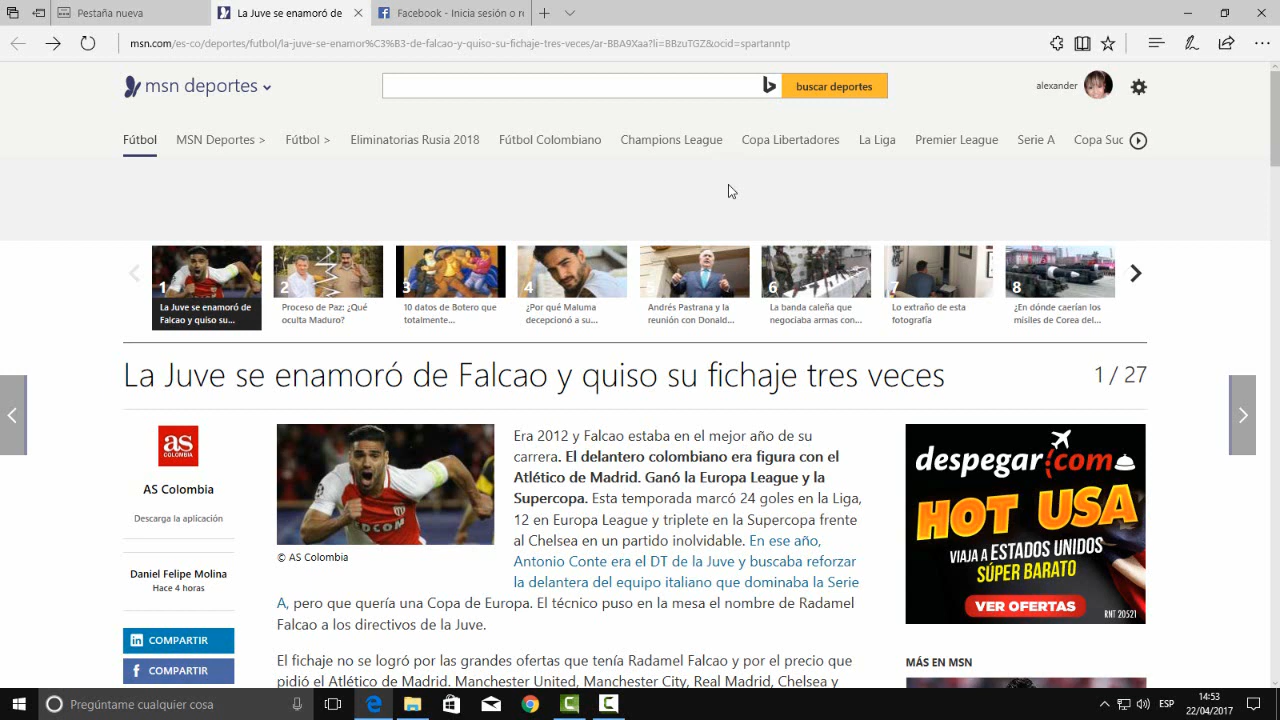 Pestaña nueva
La Juve se enamoró de
Facebook - Inicia sesión o r
msn.com/es-co/deportes/futbol/la-juve-se-enamor%C3%B3-de-falcao-y-quiso-su-fichaje-tres-veces/ar-BBA9Xaa?li=BBzuTGZ&ocid=spartanntp
msn deportes
buscar deportes
alexander
Fútbol
MSN Deportes >
Fútbol >
Eliminatorias Rusia 2018
Fútbol Colombiano
Champions League
Copa Libertadores
La Liga
Premier League
Serie A
Copa Suc
1
La Juve se enamoró de
Falcao y quiso su...
2
Proceso de Paz: ¿Qué
oculta Maduro?
3
10 datos de Botero que
totalmente...
4
¿Por qué Maluma
decepcionó a su...
5
Andrés Pastrana y la
reunión con Donald...
6
La banda caleña que
negociaba armas con...
7
Lo extraño de esta
fotografía
8
¿En dónde caerían los
misiles de Corea del...
La Juve se enamoró de Falcao y quiso su fichaje tres veces
1 / 27
as
COLOMBIA
AS Colombia
Descarga la aplicación
Daniel Felipe Molina
Hace 4 horas
COMPARTIR
COMPARTIR
© AS Colombia
Era 2012 y Falcao estaba en el mejor año de su
carrera. El delantero colombiano era figura con el
Atlético de Madrid. Ganó la Europa League y la
Supercopa. Esta temporada marcó 24 goles en la Liga,
12 en Europa League y triplete en la Supercopa frente
al Chelsea en un partido inolvidable. En ese año,
Antonio Conte era el DT de la Juve y buscaba reforzar
la delantera del equipo italiano que dominaba la Serie
A, pero que quería una Copa de Europa. El técnico puso en la mesa el nombre de Radamel
Falcao a los directivos de la Juve.
El fichaje no se logró por las grandes ofertas que tenía Radamel Falcao y por el precio que
pidió el Atlético de Madrid. Manchester United, Manchester City, Real Madrid, Chelsea y
despegar.com
HOT USA
VIAJA A ESTADOS UNIDOS
SÚPER BARATO
VER OFERTAS
RNT 20521
MÁS EN MSN
Pregúntame cualquier cosa
ESP
14:53
22/04/2017